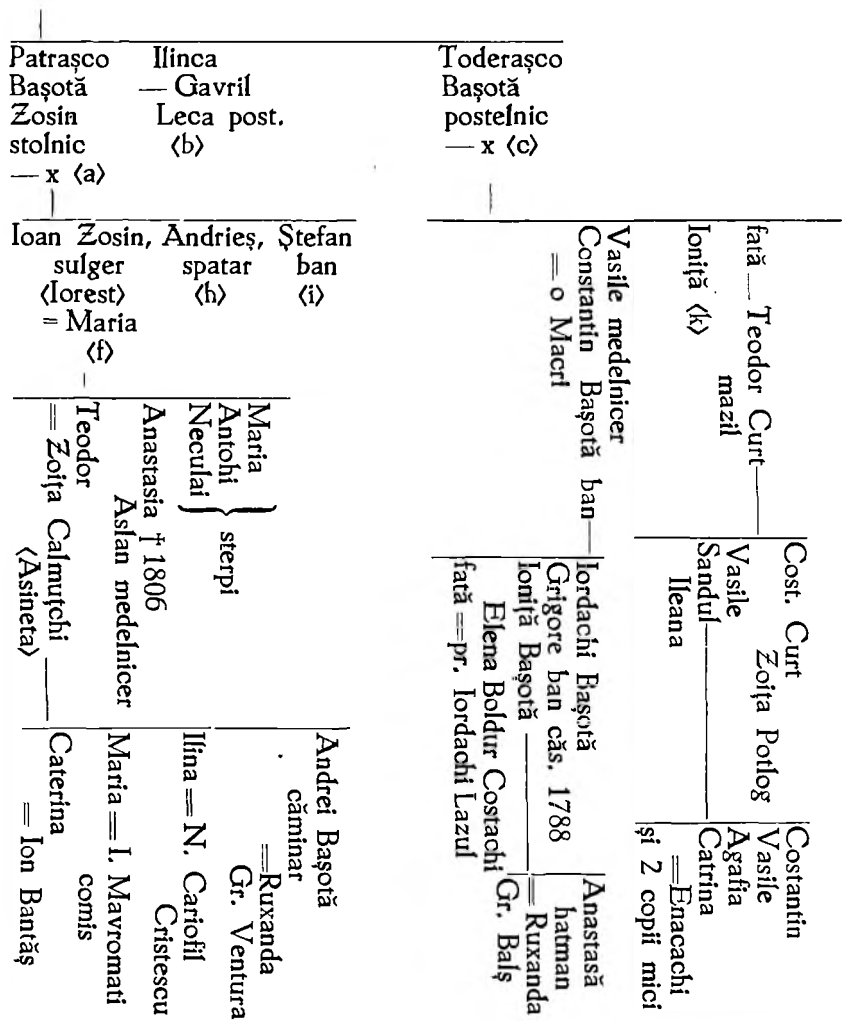 Patrașco
Bașotă
Zosin
stolnic
— x ⟨a⟩
Ilinca
— Gavril
Leca post.
⟨b⟩
Toderașco
Bașotă
postelnic
— x ⟨c⟩
Ioan Zosin, Andrieș, Ștefan
sulger spatar ban
⟨Iorest⟩ ⟨h⟩ ⟨i⟩
= Maria
⟨f⟩
Maria
Antohi
Neculai
sterpi
Anastasia † 1806
Aslan medelnicer
Teodor
= Zoița Calmuțchi
⟨Asineta⟩
Andrei Bașotă
căminar
= Ruxanda
Gr. Ventura
Ilina = N. Cariofil
Cristescu
Maria = I. Mavromati
comis
Caterina
= Ion Bantăș
fată — Teodor Curt
mazil
Ioniță ⟨k⟩
Vasile medelnicer
Constantin Bașotă ban
= o Macri
Cost. Curt
Zoița Potlog
Vasile
Sandul
Ileana
Iordachi Bașotă
Grigore ban căs. 1788
Ioniță Bașotă
Elena Boldur Costachi
fată = pr. Iordachi Lazul
Costantin
Vasile
Agafia
Catrina
= Enacachi
și 2 copii mici
Anastasă
hatman
= Ruxanda
Gr. Balș